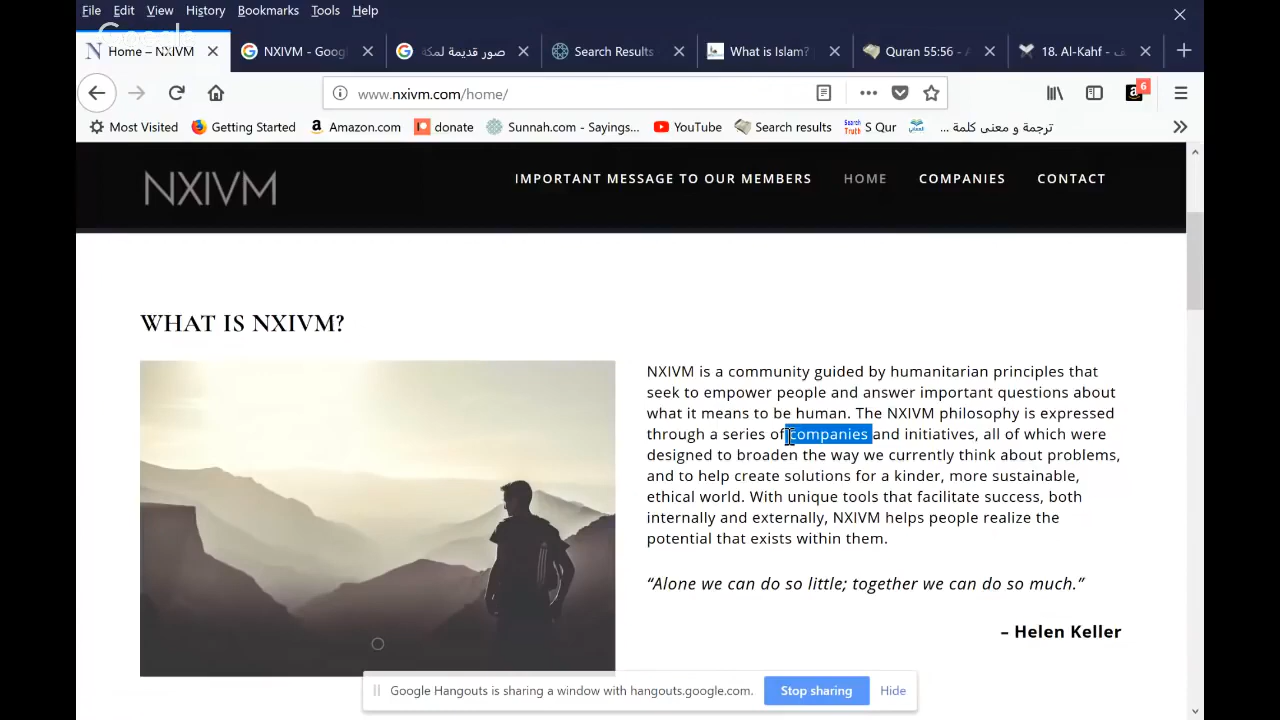 File Edit View History Bookmarks Tools Help
Google
Home – NXIVM
NXIVM - Goog
صور قديمة لمكة
Search Results
What is Islam?
Quran 55:56 -
18. Al-Kahf -
www.nxivm.com/home/
6
Most Visited Getting Started Amazon.com donate Sunnah.com - Sayings... YouTube Search results Search Truth S Qur ترجمة و معنى كلمة ...
NXIVM
IMPORTANT MESSAGE TO OUR MEMBERS HOME COMPANIES CONTACT
WHAT IS NXIVM?
NXIVM is a community guided by humanitarian principles that
seek to empower people and answer important questions about
what it means to be human. The NXIVM philosophy is expressed
through a series of companies and initiatives, all of which were
designed to broaden the way we currently think about problems,
and to help create solutions for a kinder, more sustainable,
ethical world. With unique tools that facilitate success, both
internally and externally, NXIVM helps people realize the
potential that exists within them.
“Alone we can do so little; together we can do so much.”
– Helen Keller
Google Hangouts is sharing a window with hangouts.google.com. Stop sharing Hide